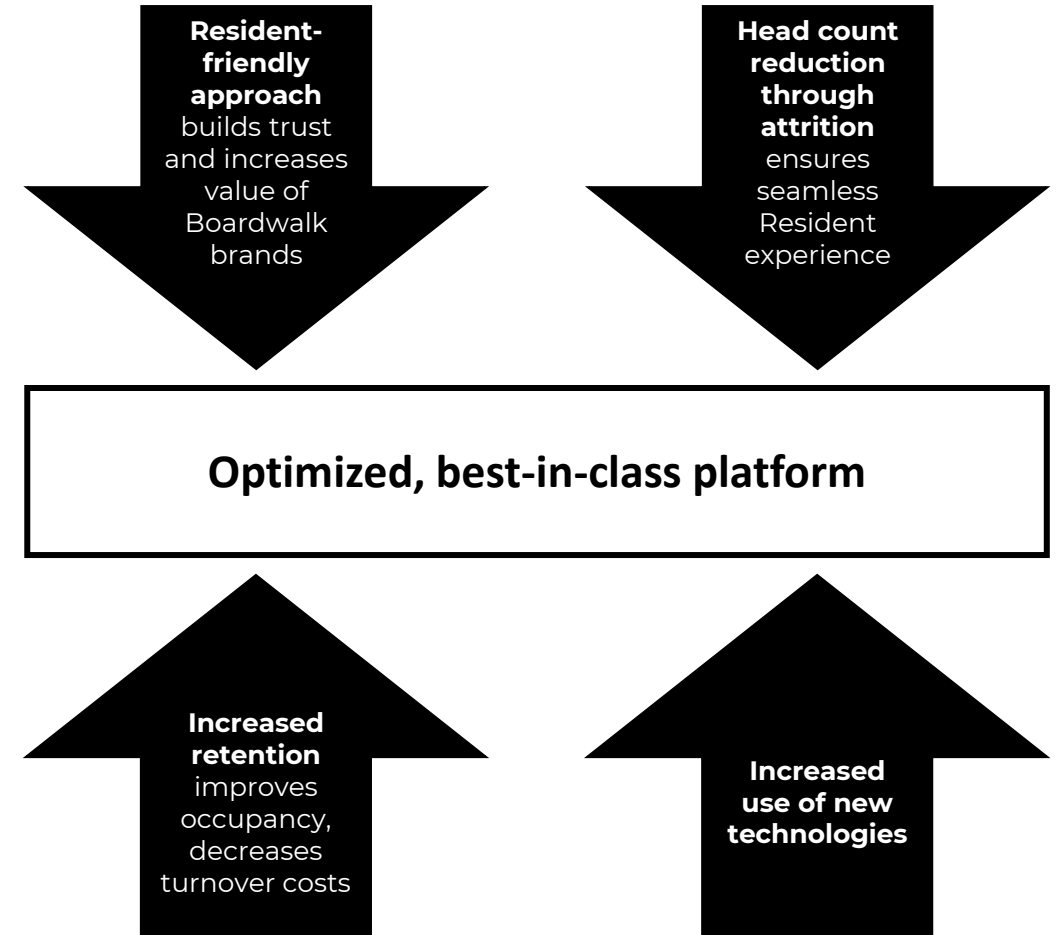 Resident-
friendly
approach
builds trust
and increases
value of
Boardwalk
brands
Head count
reduction
through
attrition
ensures
seamless
Resident
experience
Optimized, best-in-class platform
Increased
retention
improves
occupancy,
decreases
turnover costs
Increased
use of new
technologies